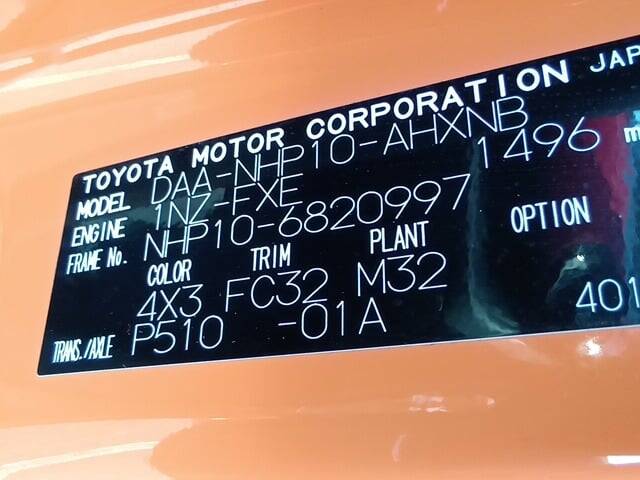 TOYOTA MOTOR CORPORATION JAP
MODEL DAA-NHP10-AHXNB
ENGINE 1NZ-FXE 1496 m
FRAME No. NHP10-6820997
COLOR TRIM PLANT OPTION
4X3 FC32 M32
TRANS./AXLE P510 -01A 401